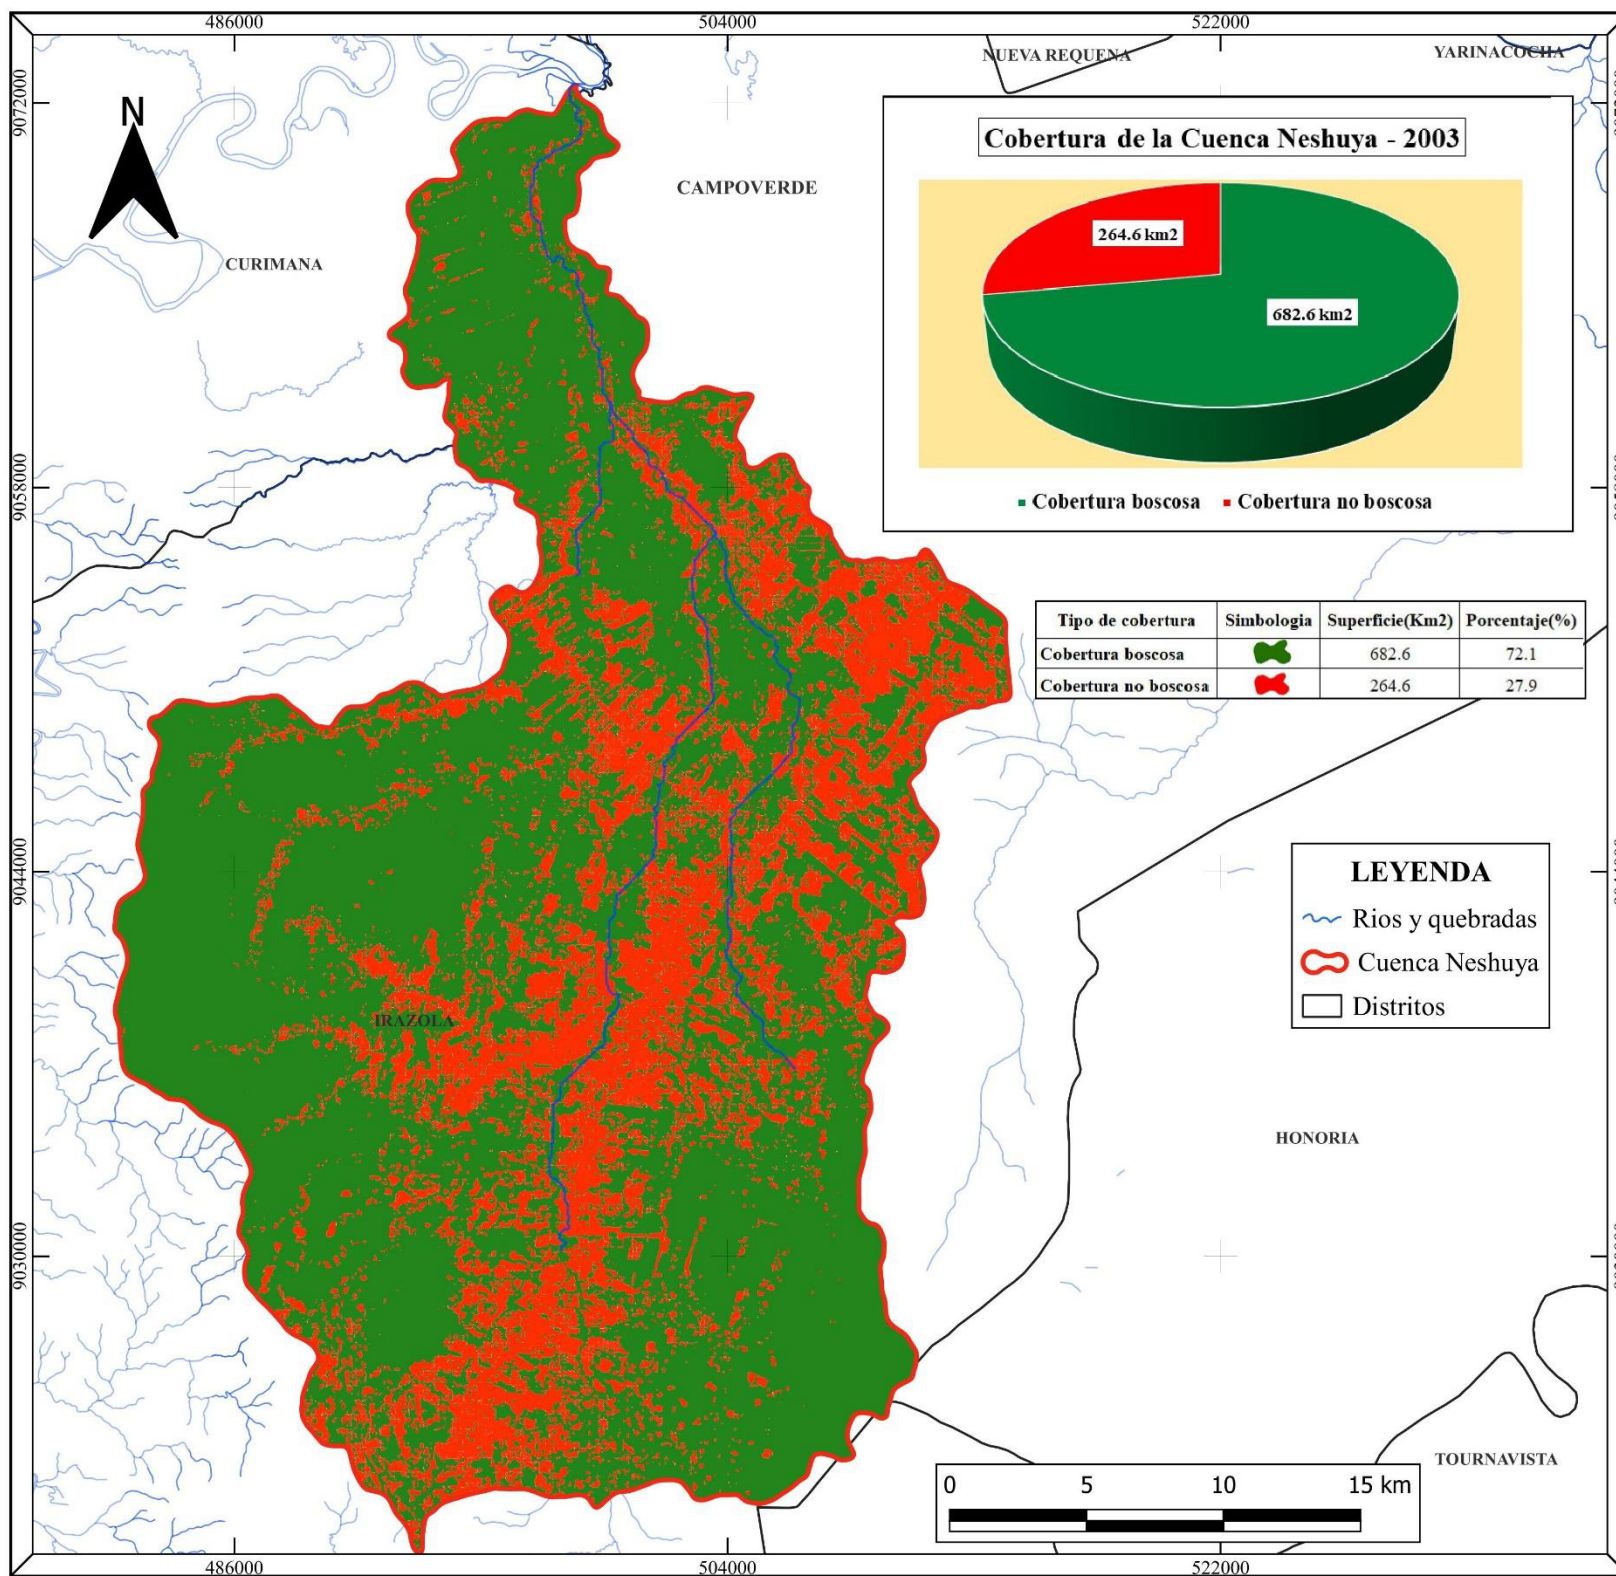 486000
504000
522000
NUEVA REQUENA
YARINACOCHA
9072000
N
Cobertura de la Cuenca Neshuya - 2003
CAMPOVERDE
264.6 km2
CURIMANA
682.6 km2
Cobertura boscosa
Cobertura no boscosa
9058000
Tipo de cobertura Simbologia Superficie(Km2) Porcentaje(%)
Cobertura boscosa 682.6 72.1
Cobertura no boscosa 264.6 27.9
9044000
LEYENDA
Rios y quebradas
Cuenca Neshuya
Distritos
IRAZOLA
HONORIA
9030000
TOURNAVISTA
0 5 10 15 km
486000
504000
522000